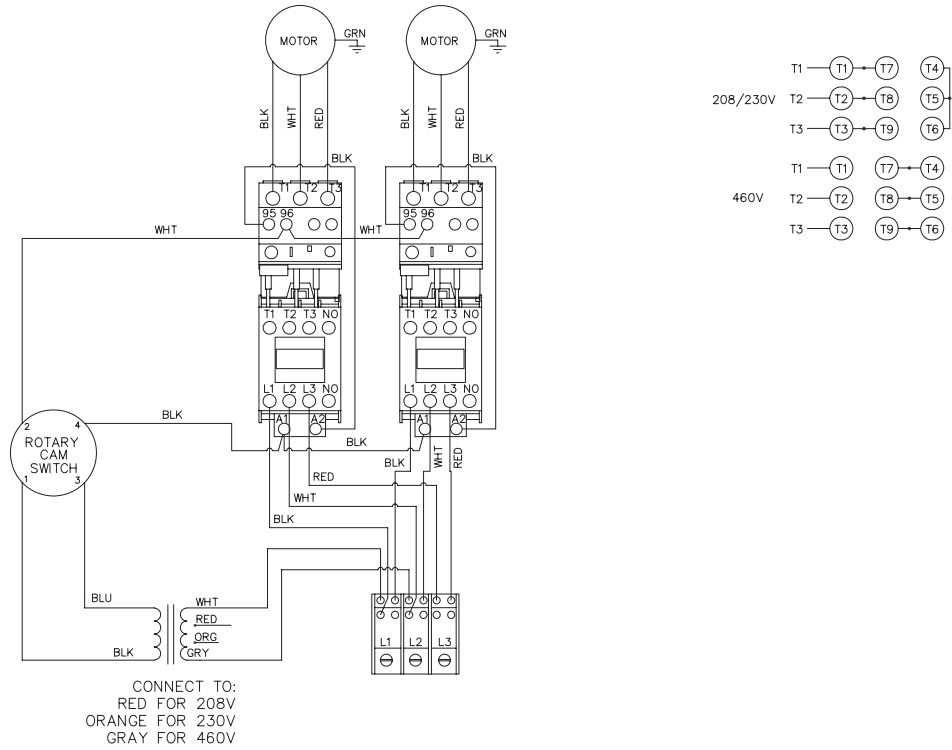 MOTOR
GRN
MOTOR
GRN
BLK
WHT
RED
BLK
WHT
RED
BLK
BLK
T1 T2 T3
T1 T2 T3
95 96
95 96
WHT
WHT
T1 T2 T3 NO
T1 T2 T3 NO
L1 L2 L3 NO
L1 L2 L3 NO
A1 A2
A1 A2
BLK
BLK
2 4
ROTARY
CAM
SWITCH
1 3
BLK
WHT
RED
RED
WHT
BLK
BLU
WHT
RED
ORG
GRY
BLK
L1 L2 L3
CONNECT TO:
RED FOR 208V
ORANGE FOR 230V
GRAY FOR 460V
T1 T1 T7 T4
208/230V T2 T2 T8 T5
T3 T3 T9 T6
T1 T1 T7 T4
460V T2 T2 T8 T5
T3 T3 T9 T6